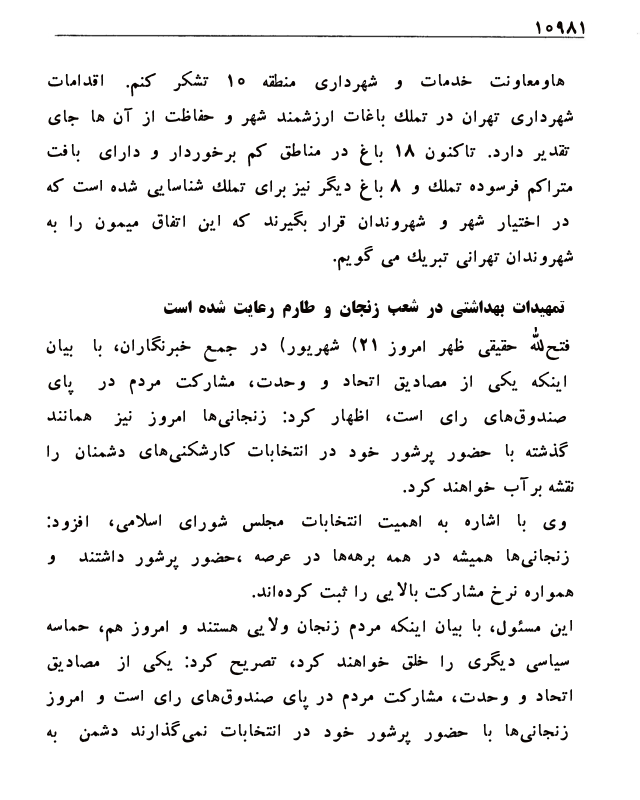 ۱۰۹۸۱
هاومعاونت خدمات و شهرداری منطقه ۱۰ تشکر کنم. اقدامات
شهرداری تهران در تملك باغات ارزشمند شهر و حفاظت از آن ها جای
تقدیر دارد. تاکنون ۱۸ باغ در مناطق کم برخوردار و دارای بافت
متراکم فرسوده تملك و ۸ باغ دیگر نیز برای تملك شناسایی شده است که
در اختیار شهر و شهروندان قرار بگیرند که این اتفاق میمون را به
شهروندان تهرانی تبریك می گویم.
تمهیدات بهداشتی در شعب زنجان و طارم رعایت شده است
فتح‌الله حقیقی ظهر امروز ۲۱) شهریور) در جمع خبرنگاران، با بیان
اینکه یکی از مصادیق اتحاد و وحدت، مشارکت مردم در پای
صندوق‌های رای است، اظهار کرد: زنجانی‌ها امروز نیز همانند
گذشته با حضور پرشور خود در انتخابات کارشکنی‌های دشمنان را
نقشه برآب خواهند کرد.
وی با اشاره به اهمیت انتخابات مجلس شورای اسلامی، افزود:
زنجانی‌ها همیشه در همه برهه‌ها در عرصه ،حضور پرشور داشتند و
همواره نرخ مشارکت بالایی را ثبت کرده‌اند.
این مسئول، با بیان اینکه مردم زنجان ولایی هستند و امروز هم، حماسه
سیاسی دیگری را خلق خواهند کرد، تصریح کرد: یکی از مصادیق
اتحاد و وحدت، مشارکت مردم در پای صندوق‌های رای است و امروز
زنجانی‌ها با حضور پرشور خود در انتخابات نمی‌گذارند دشمن به